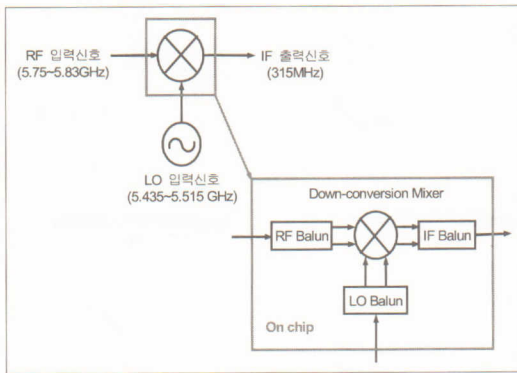 RF 입력신호
(5.75~5.83GHz)
IF 출력신호
(315MHz)
LO 입력신호
(5.435~5.515 GHz)
Down-conversion Mixer
RF Balun
IF Balun
LO Balun
On chip